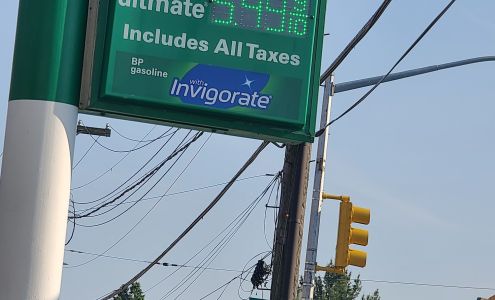 ultimate
Includes All Taxes
BP
gasoline
with
Invigorate